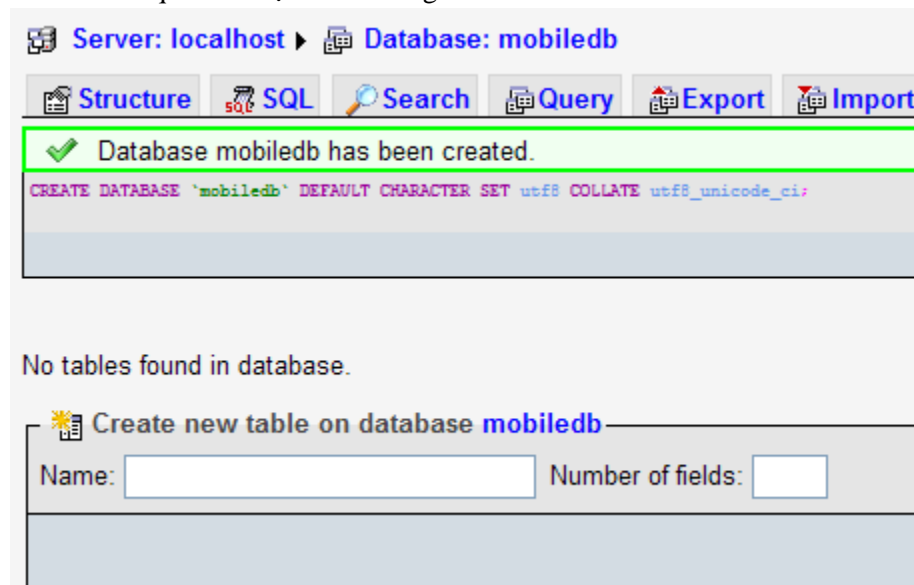 Server: localhost ▸ Database: mobiledb
Structure SQL Search Query Export Import
Database mobiledb has been created.
CREATE DATABASE `mobiledb` DEFAULT CHARACTER SET utf8 COLLATE utf8_unicode_ci;
No tables found in database.
Create new table on database mobiledb
Name: Number of fields: